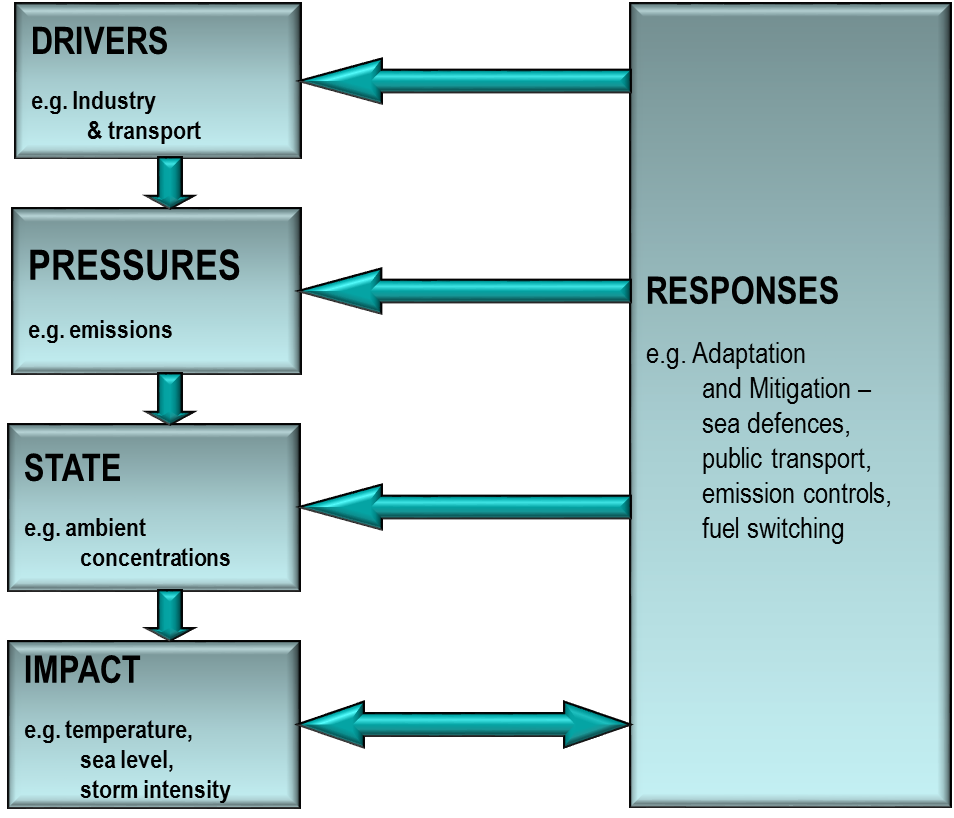 DRIVERS
e.g. Industry
& transport
PRESSURES
e.g. emissions
STATE
e.g. ambient
concentrations
IMPACT
e.g. temperature,
sea level,
storm intensity
RESPONSES
e.g. Adaptation
and Mitigation –
sea defences,
public transport,
emission controls,
fuel switching